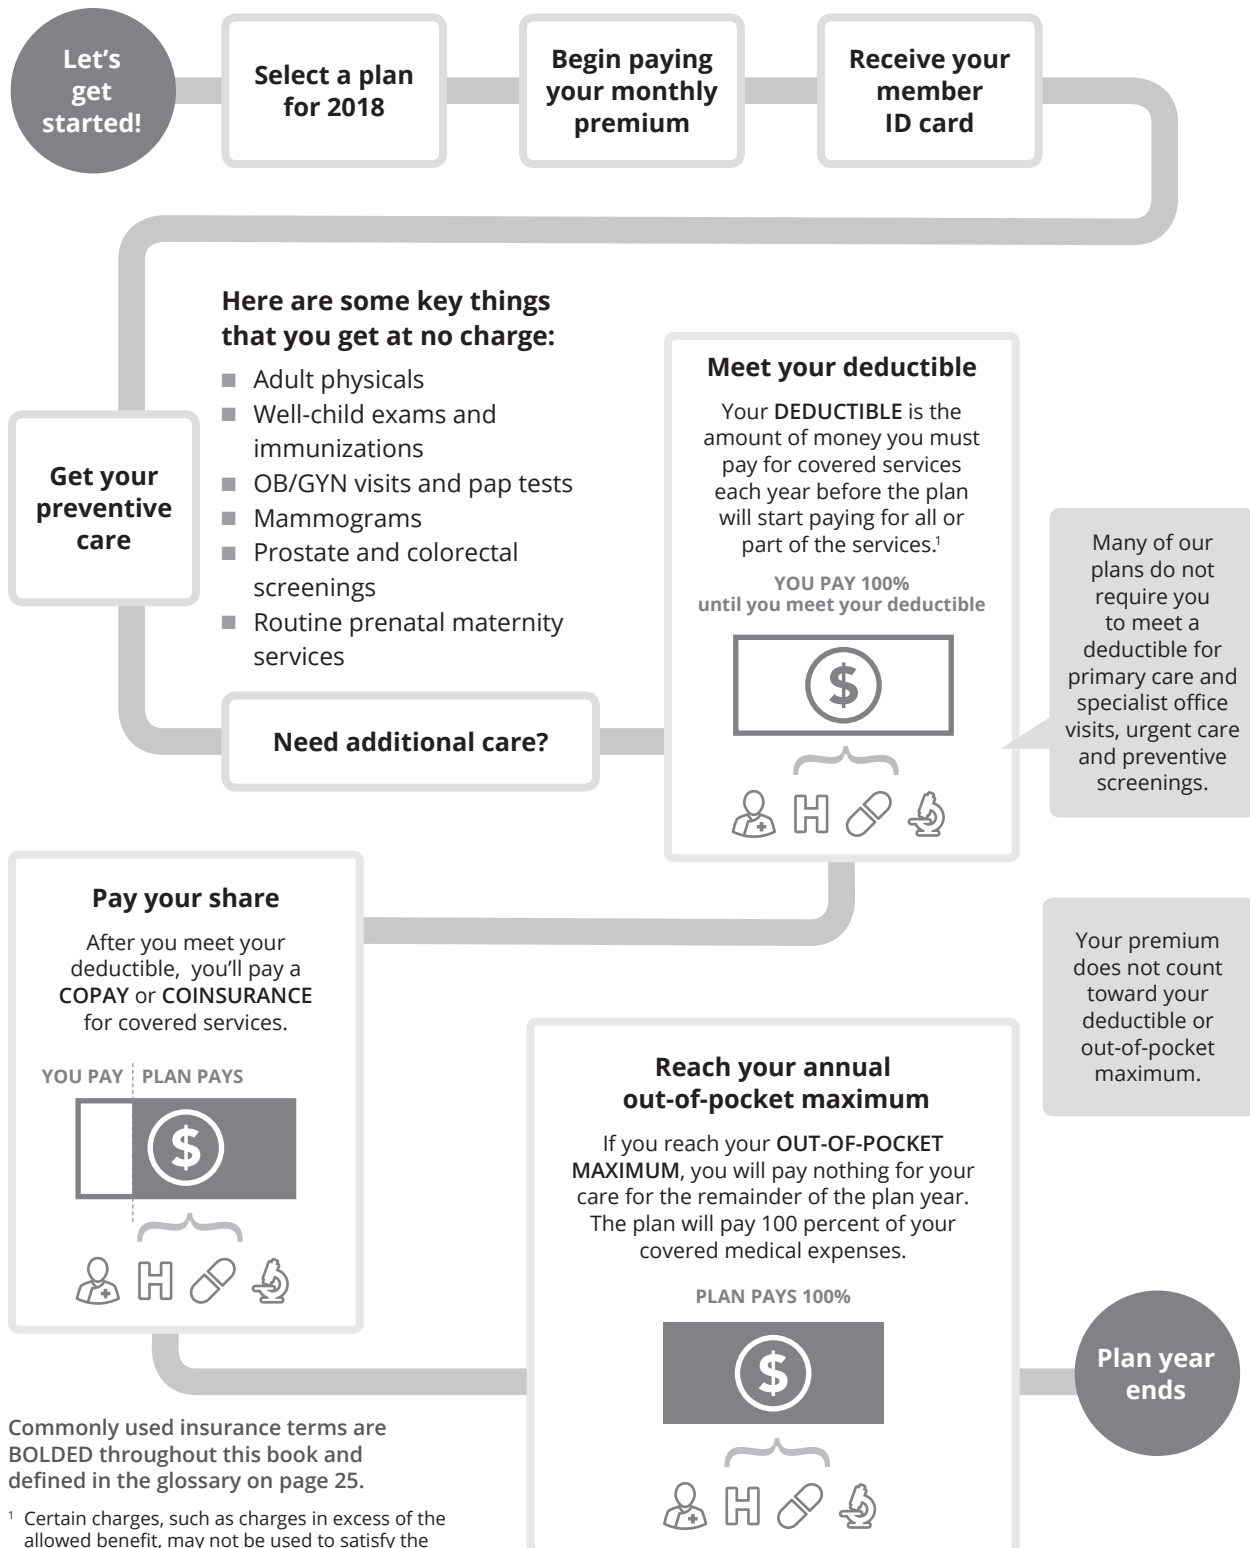 Let's
get
started!
Select a plan
for 2018
Begin paying
your monthly
premium
Receive your
member
ID card
Get your
preventive
care
Here are some key things
that you get at no charge:
■ Adult physicals
■ Well-child exams and
immunizations
■ OB/GYN visits and pap tests
■ Mammograms
■ Prostate and colorectal
screenings
■ Routine prenatal maternity
services
Need additional care?
Meet your deductible
Your DEDUCTIBLE is the
amount of money you must
pay for covered services
each year before the plan
will start paying for all or
part of the services.¹
YOU PAY 100%
until you meet your deductible
$
H
Many of our
plans do not
require you
to meet a
deductible for
primary care and
specialist office
visits, urgent care
and preventive
screenings.
Pay your share
After you meet your
deductible, you'll pay a
COPAY or COINSURANCE
for covered services.
YOU PAY PLAN PAYS
$
H
Your premium
does not count
toward your
deductible or
out-of-pocket
maximum.
Reach your annual
out-of-pocket maximum
If you reach your OUT-OF-POCKET
MAXIMUM, you will pay nothing for your
care for the remainder of the plan year.
The plan will pay 100 percent of your
covered medical expenses.
PLAN PAYS 100%
$
H
Plan year
ends
Commonly used insurance terms are
BOLDED throughout this book and
defined in the glossary on page 25.
¹ Certain charges, such as charges in excess of the
allowed benefit, may not be used to satisfy the